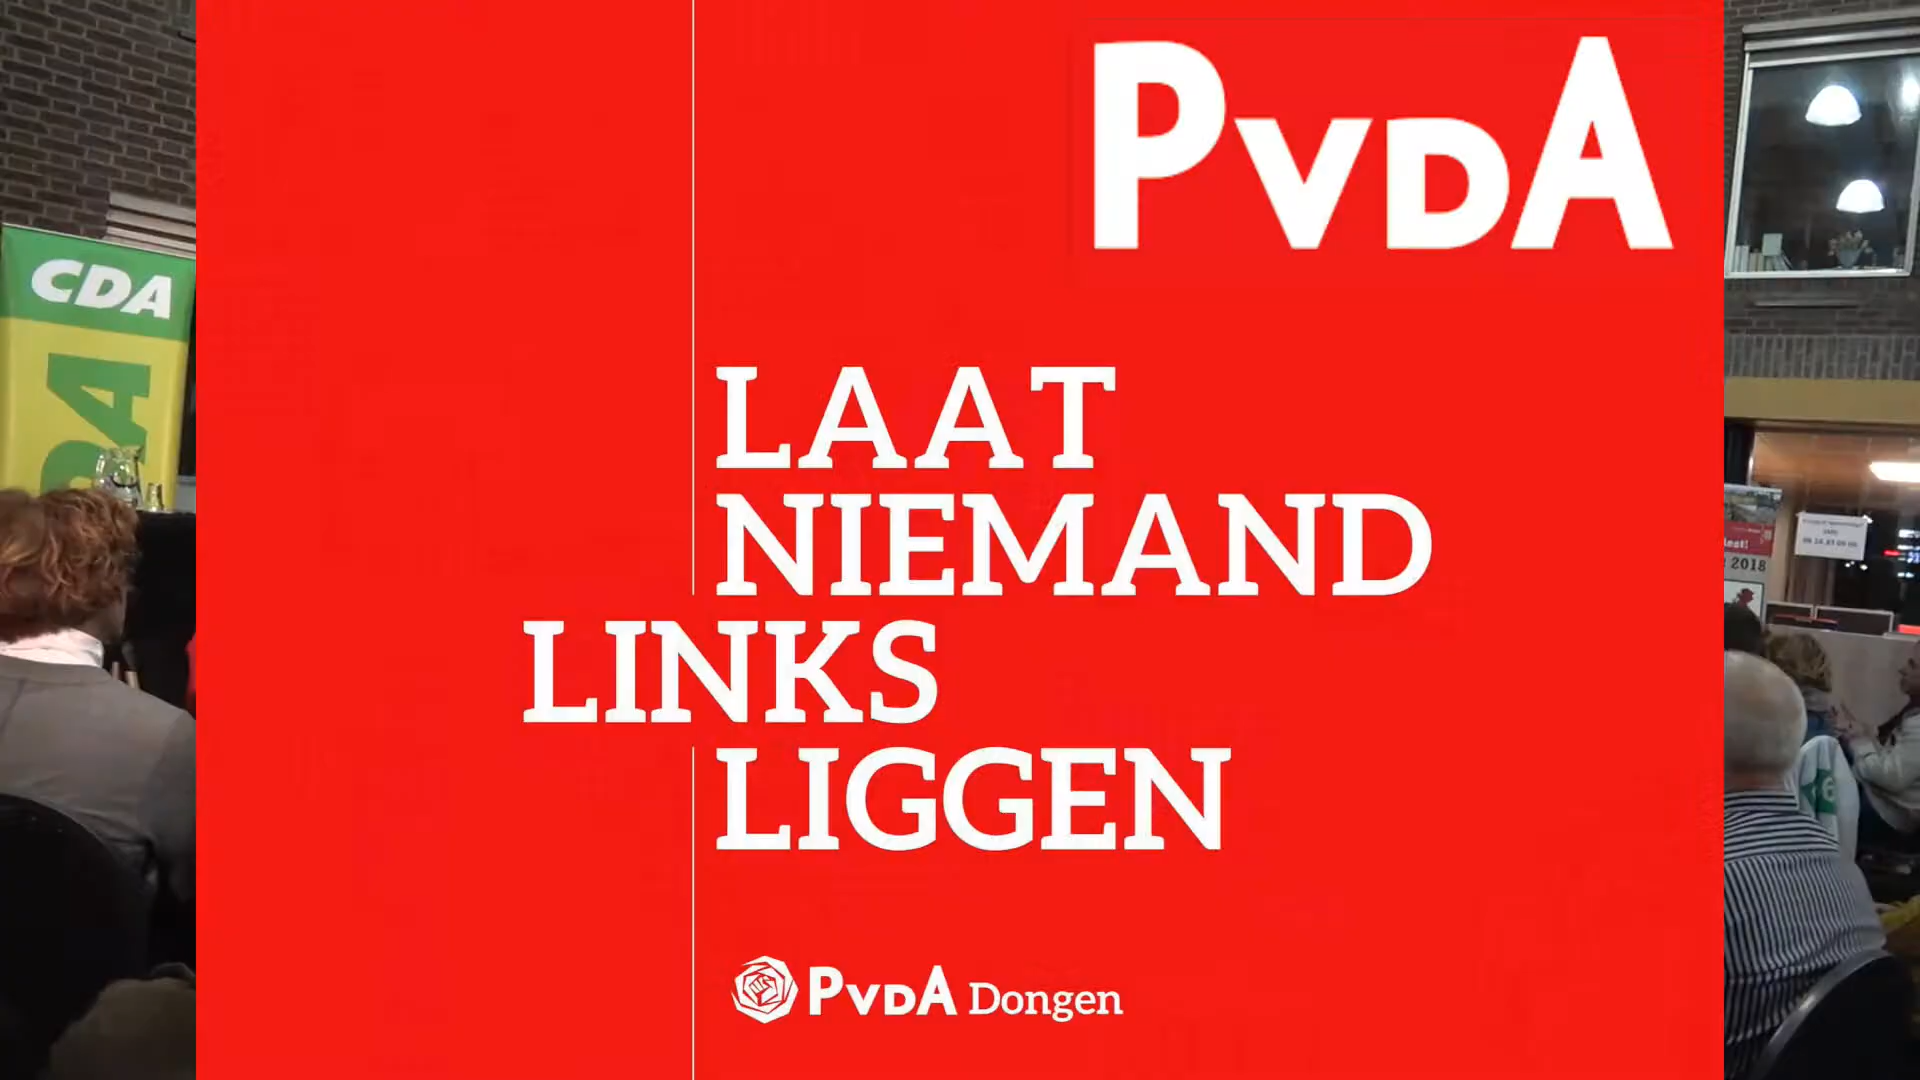 PvdA
CDA
LAAT
NIEMAND
LINKS
LIGGEN
PvdA Dongen
2018